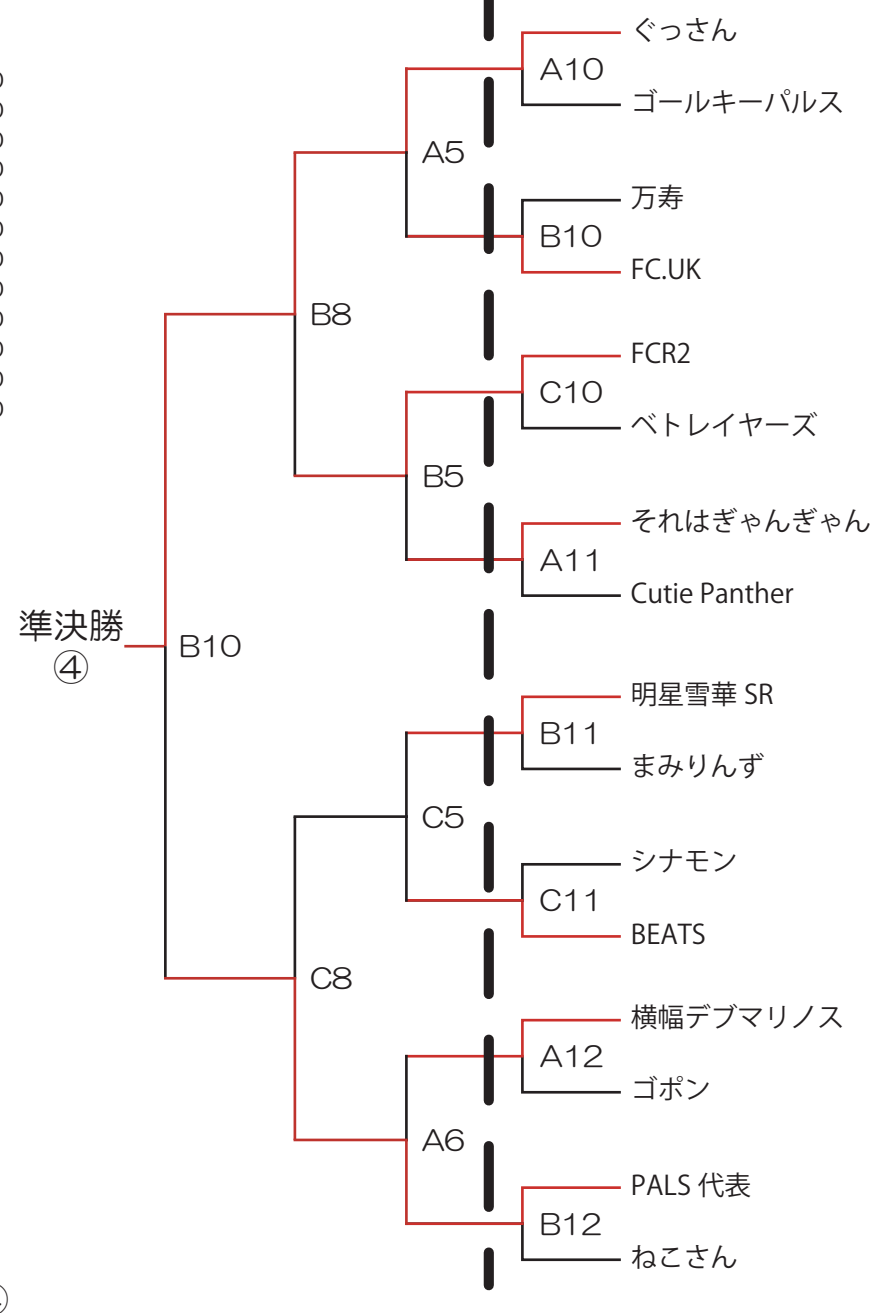 ぐっさん
A10
ゴールキーパルス
A5
万寿
B10
FC.UK
B8
FCR2
C10
ベトレイヤーズ
B5
それはぎゃんぎゃん
A11
Cutie Panther
準決勝
④
B10
明星雪華 SR
B11
まみりんず
C5
シナモン
C11
BEATS
C8
横幅デブマリノス
A12
ゴポン
A6
PALS 代表
B12
ねこさん